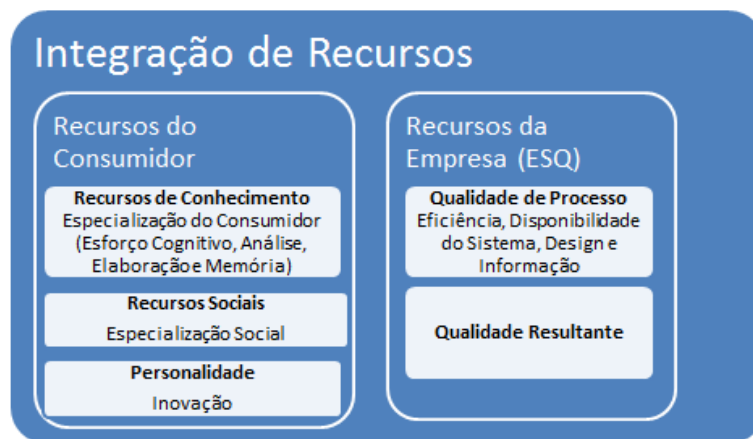 Integração de Recursos
Recursos do
Consumidor
Recursos de Conhecimento
Especialização do Consumidor
(Esforço Cognitivo, Análise,
Elaboração e Memória)
Recursos Sociais
Especialização Social
Personalidade
Inovação
Recursos da
Empresa (ESQ)
Qualidade de Processo
Eficiência, Disponibilidade
do Sistema, Design e
Informação
Qualidade Resultante